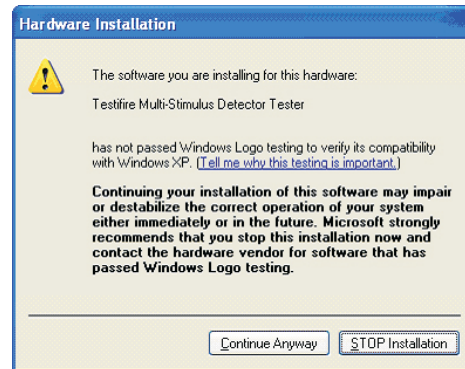 Hardware Installation
The software you are installing for this hardware:
Testifire Multi-Stimulus Detector Tester
has not passed Windows Logo testing to verify its compatibility
with Windows XP. (Tell me why this testing is important.)
Continuing your installation of this software may impair
or destabilize the correct operation of your system
either immediately or in the future. Microsoft strongly
recommends that you stop this installation now and
contact the hardware vendor for software that has
passed Windows Logo testing.
Continue Anyway STOP Installation